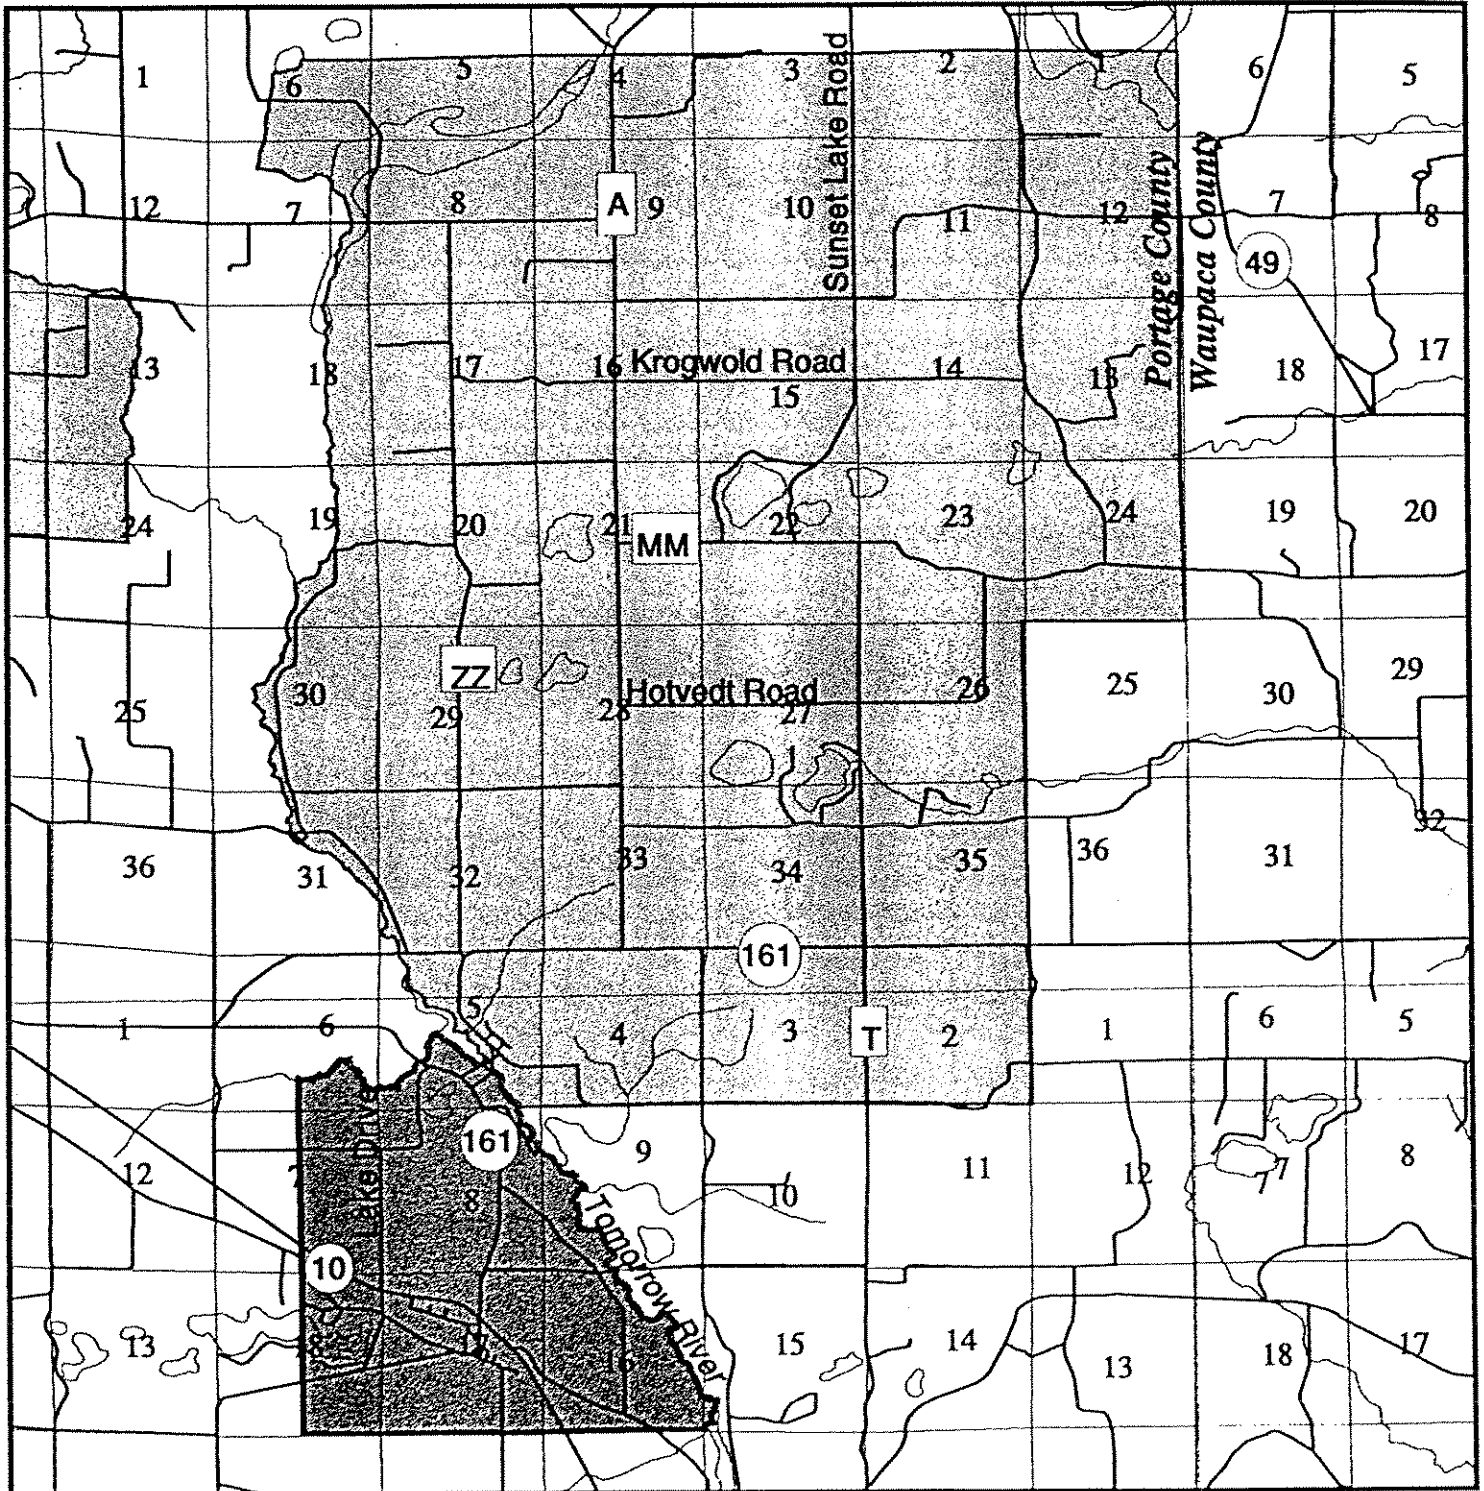 1 6 5 4 3 2 1 6 5
Sunset Lake Road
12 7 8 A 9 10 11 12 7 8
Portage County
Waupaca County
49
13 18 17 16 Krogwold Road 14 13 18 17
15
24 19 20 21 MM 22 23 24 19 20
25 30 ZZ 29 28 Hotvedt Road 27 26 25 30 29
36 31 32 33 34 35 36 31 32
161
1 6 5 4 3 T 2 1 6 5
Lake Drive
161
12 7 8 9 10 11 12 7 7 8
Tomorrow River
10
13 18 17 16 15 14 13 18 17